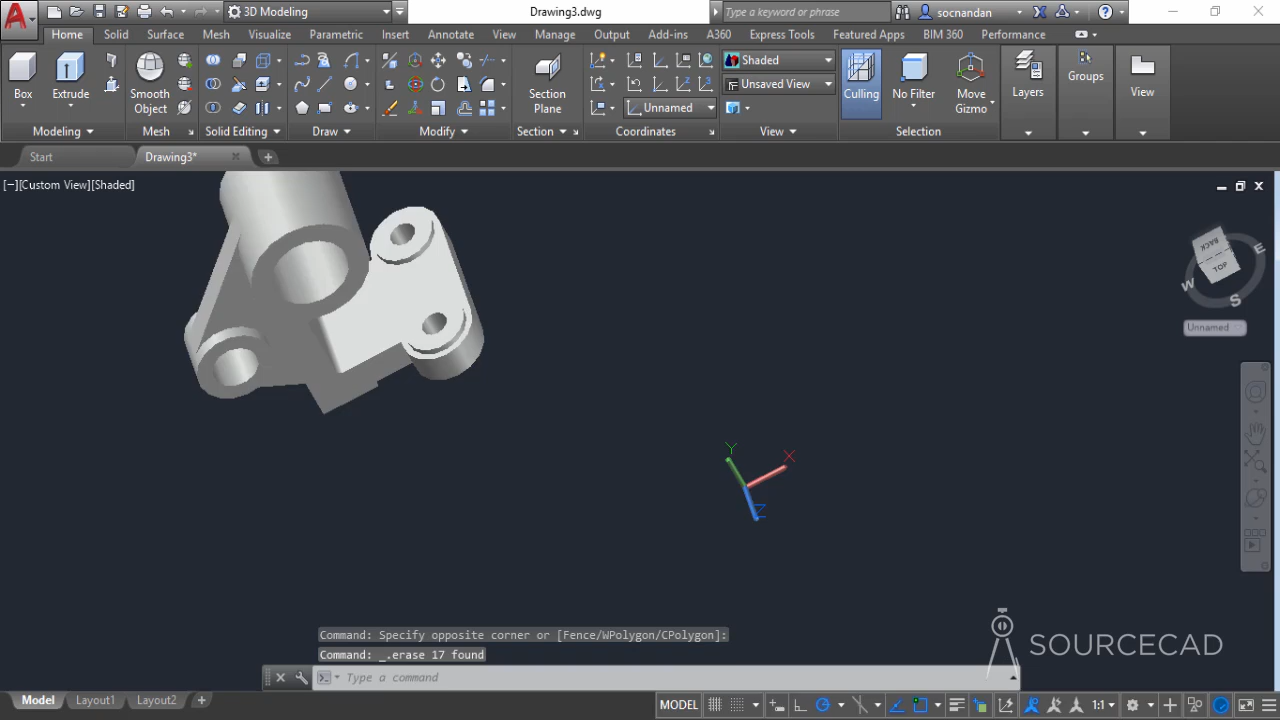 3D Modeling
Drawing3.dwg
Type a keyword or phrase
socnandan
Home Solid Surface Mesh Visualize Parametric Insert Annotate View Manage Output Add-ins A360 Express Tools Featured Apps BIM 360 Performance
Box
Extrude
Smooth
Object
Section
Plane
Unnamed
Shaded
Unsaved View
Culling
No Filter
Move
Gizmo
Layers
Groups
View
Modeling
Mesh
Solid Editing
Draw
Modify
Section
Coordinates
View
Selection
Start
Drawing3*
[−][Custom View][Shaded]
BACK
E
TOP
W
S
Unnamed
Y
X
Z
Command: Specify opposite corner or [Fence/WPolygon/CPolygon]:
Command: _.erase 17 found
Type a command
SOURCECAD
Model Layout1 Layout2 +
MODEL
1:1